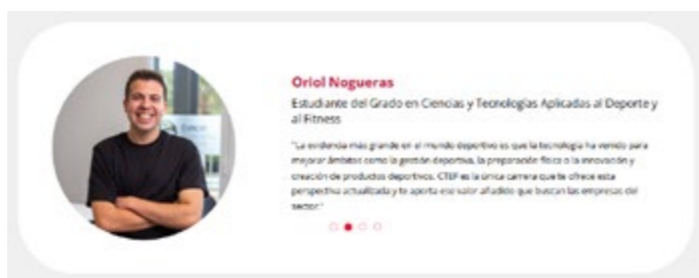 Oriol Nogueras
Estudiante del Grado en Ciencias y Tecnologías Aplicadas al Deporte y
al Fitness
"La evidencia más grande en el mundo deportivo es que la tecnología ha venido para
mejorar ámbitos como la gestión deportiva, la preparación física o la innovación y
creación de productos deportivos. CTEF es la única carrera que te ofrece esta
perspectiva actualizada y te aporta ese valor añadido que buscan las empresas del
sector."